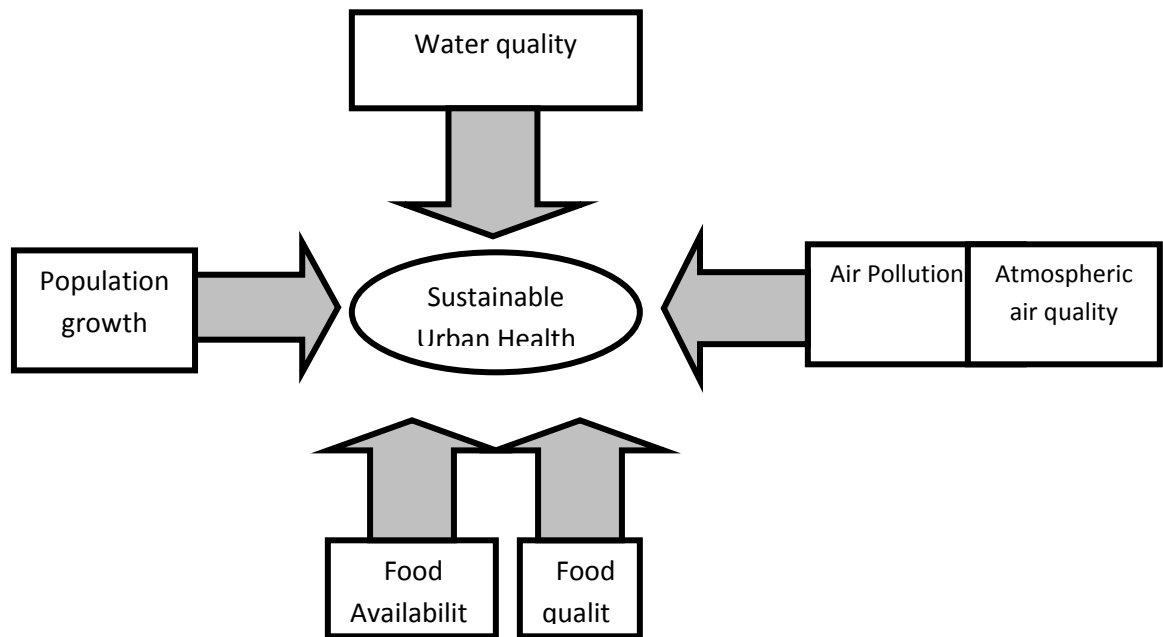 Water quality
Population
growth
Sustainable
Urban Health
Air Pollution
Atmospheric
air quality
Food
Availabilit
Food
qualit